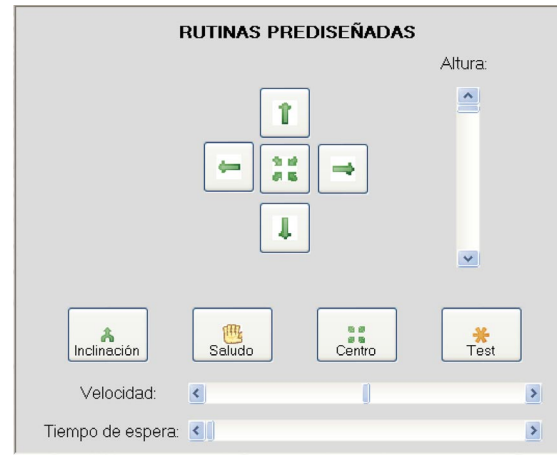 RUTINAS PREDISEÑADAS
Altura:
Inclinación
Saludo
Centro
Test
Velocidad:
Tiempo de espera: